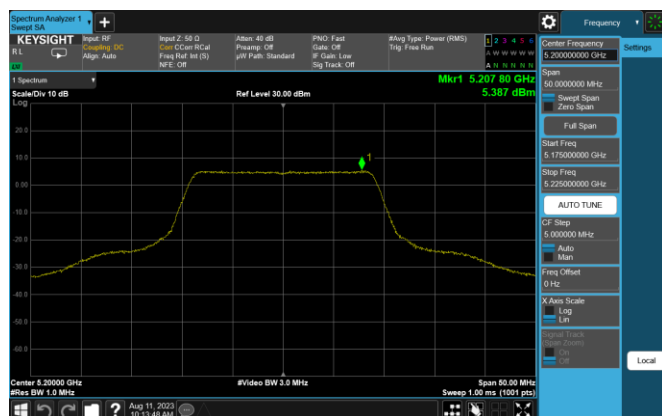 Spectrum Analyzer 1
Swept SA
+
Frequency
KEYSIGHT
R L
Input: RF
Coupling: DC
Align: Auto
Input Z: 50 Ω
Corr CCorr RCal
Freq Ref: Int (S)
NFE: Off
Atten: 40 dB
Preamp: Off
µW Path: Standard
PNO: Fast
Gate: Off
IF Gain: Low
Sig Track: Off
#Avg Type: Power (RMS)
Trig: Free Run
1 2 3 4 5 6
A W W W W W
A N N N N N
1 Spectrum
Scale/Div 10 dB
Ref Level 30.00 dBm
Mkr1 5.207 80 GHz
5.387 dBm
Log
20.0
10.0
0.00
-10.0
-20.0
-30.0
-40.0
-50.0
-60.0
1
Center 5.20000 GHz
#Res BW 1.0 MHz
#Video BW 3.0 MHz
Span 50.00 MHz
Sweep 1.00 ms (1001 pts)
Aug 11, 2023
10:13:48 AM
Center Frequency
5.200000000 GHz
Settings
Span
50.0000000 MHz
Swept Span
Zero Span
Full Span
Start Freq
5.175000000 GHz
Stop Freq
5.225000000 GHz
AUTO TUNE
CF Step
5.000000 MHz
Auto
Man
Freq Offset
0 Hz
X Axis Scale
Log
Lin
Signal Track
(Span Zoom)
On
Off
Local